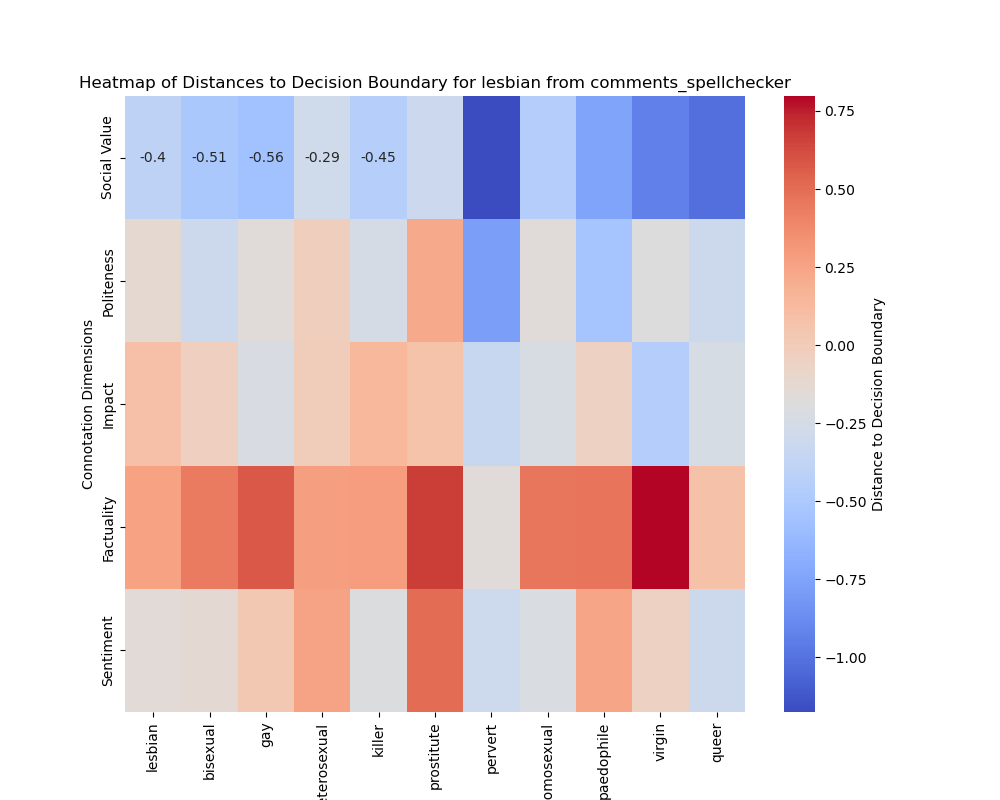 Heatmap of Distances to Decision Boundary for lesbian from comments_spellchecker
Connotation Dimensions
Social Value
Politeness
Impact
Factuality
Sentiment
-0.4 -0.51 -0.56 -0.29 -0.45
lesbian
bisexual
gay
eterosexual
killer
prostitute
pervert
omosexual
paedophile
virgin
queer
0.75
0.50
0.25
0.00
−0.25
−0.50
−0.75
−1.00
Distance to Decision Boundary